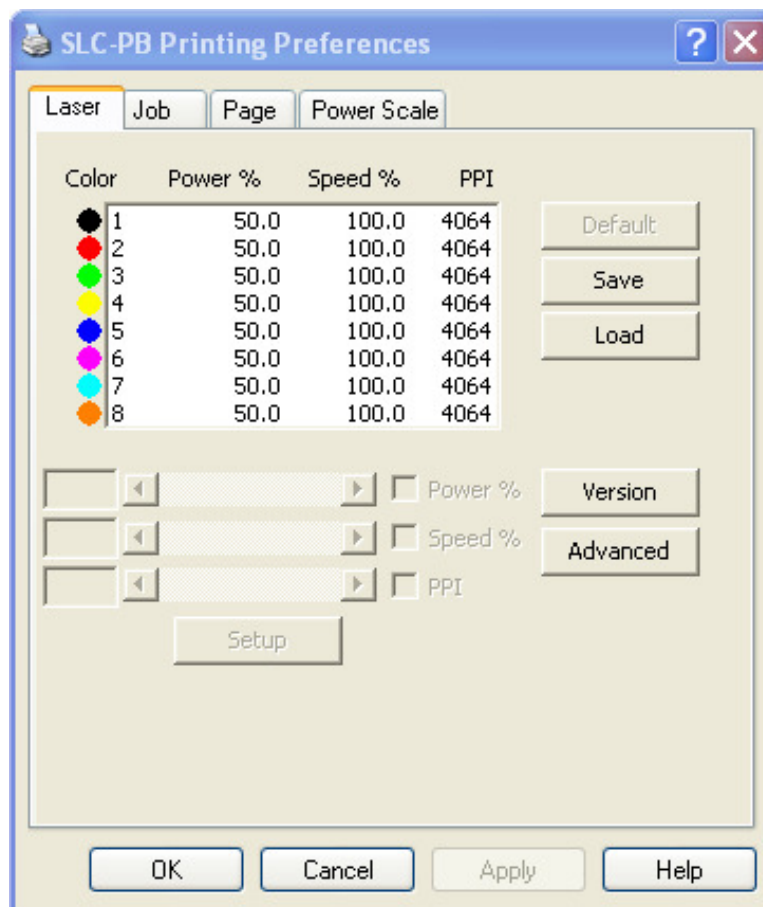 SLC-PB Printing Preferences
Laser Job Page Power Scale
Color Power % Speed % PPI
1 50.0 100.0 4064 Default
2 50.0 100.0 4064
3 50.0 100.0 4064 Save
4 50.0 100.0 4064
5 50.0 100.0 4064 Load
6 50.0 100.0 4064
7 50.0 100.0 4064
8 50.0 100.0 4064
Power % Version
Speed % Advanced
PPI
Setup
OK Cancel Apply Help